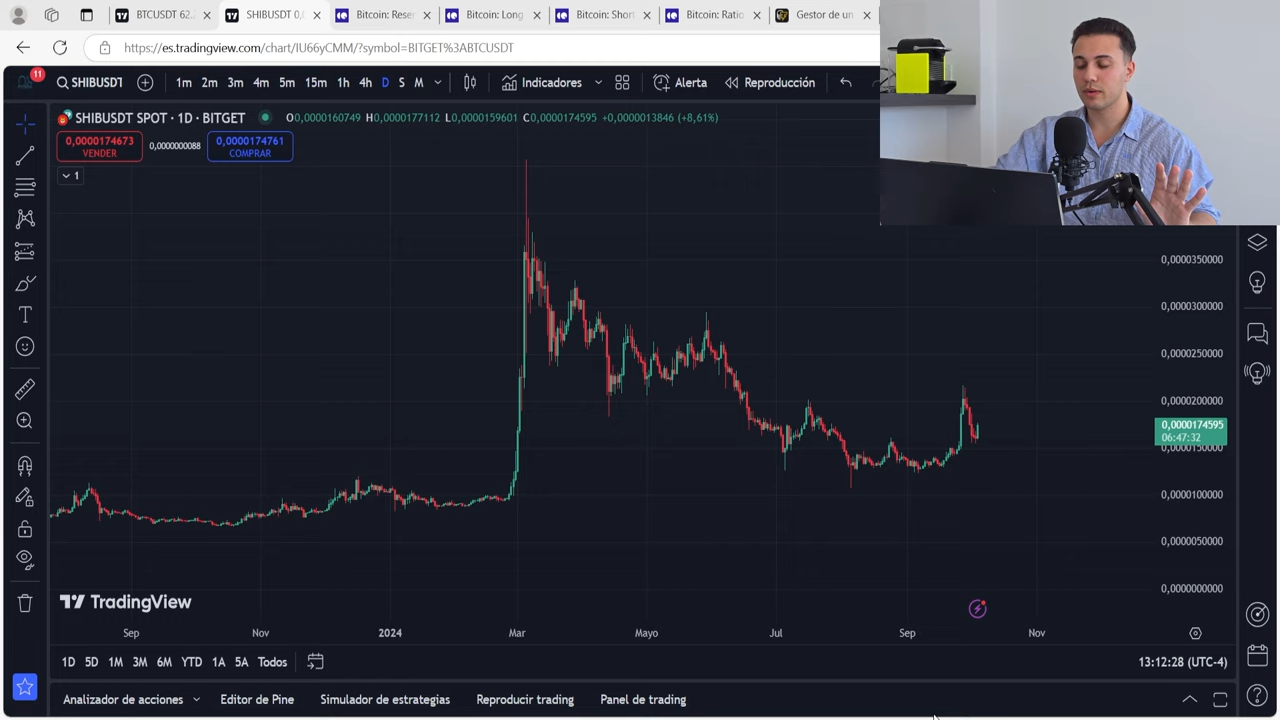 BTCUSDT 62...
SHIBUSDT 0,
Bitcoin: Reser
Bitcoin: Long
Bitcoin: Short
Bitcoin: Ratio
Gestor de un
https://es.tradingview.com/chart/IU66yCMM/?symbol=BITGET%3ABTCUSDT
11
SHIBUSDT
1m 2m 3m 4m 5m 15m 1h 4h D
Indicadores
Alerta
Reproducción
SHIBUSDT SPOT · 1D · BITGET
O0,0000160749 H0,0000177112 L0,0000159601 C0,0000174595 +0,0000013846 (+8,61%)
0,0000174673
VENDER
0,0000000088
0,0000174761
COMPRAR
1
0,0000350000
0,0000300000
0,0000250000
0,0000200000
0,0000174595
06:47:32
0,0000150000
0,0000100000
0,0000050000
0,0000000000
TradingView
Sep Nov 2024 Mar Mayo Jul Sep Nov
1D 5D 1M 3M 6M YTD 1A 5A Todos
13:12:28 (UTC-4)
Analizador de acciones
Editor de Pine
Simulador de estrategias
Reproducir trading
Panel de trading